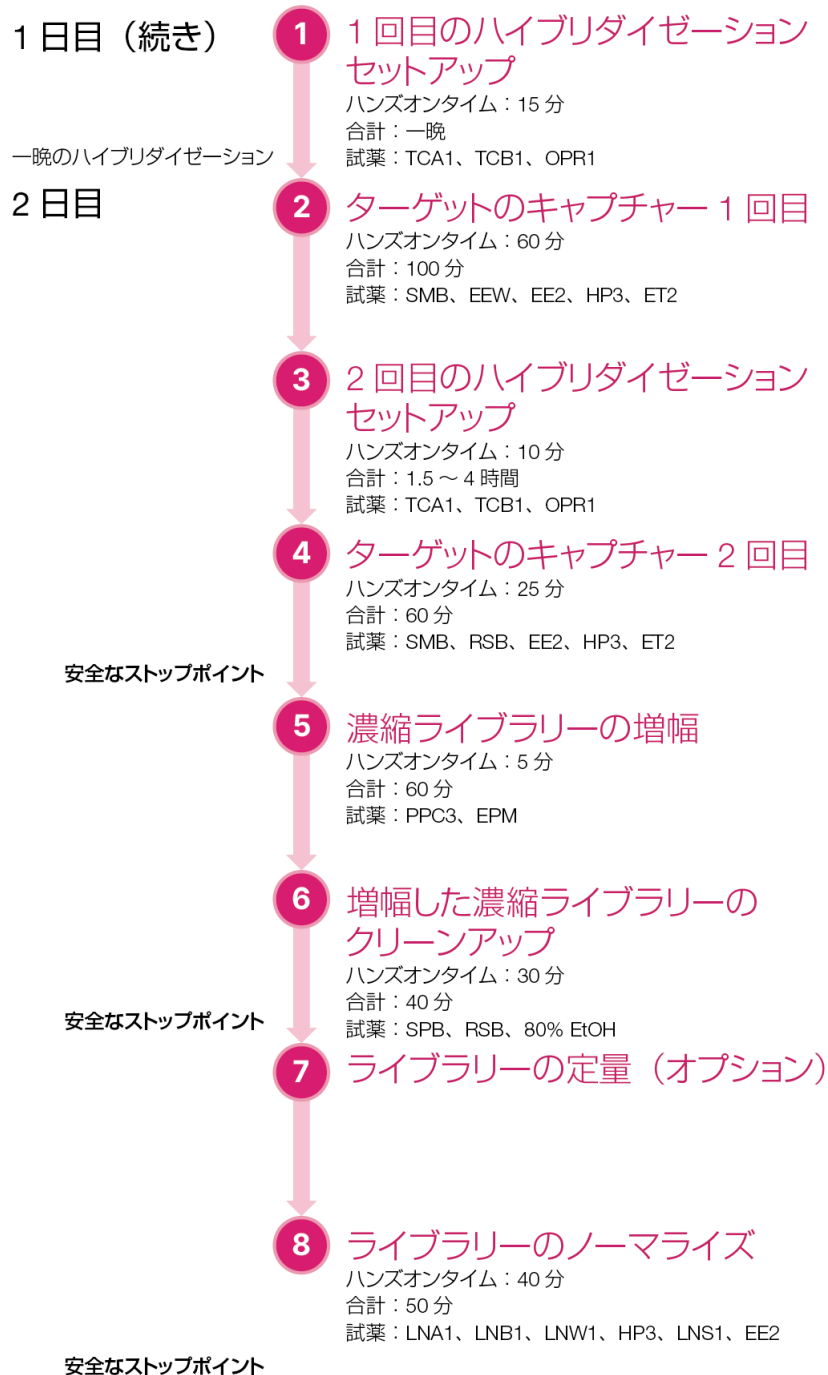 1日目（続き）
1
1回目のハイブリダイゼーション
セットアップ
ハンズオンタイム：15 分
合計：一晩
試薬：TCA1、TCB1、OPR1
一晩のハイブリダイゼーション
2日目
2
ターゲットのキャプチャー 1 回目
ハンズオンタイム：60 分
合計：100 分
試薬：SMB、EEW、EE2、HP3、ET2
3
2 回目のハイブリダイゼーション
セットアップ
ハンズオンタイム：10 分
合計：1.5 ～ 4 時間
試薬：TCA1、TCB1、OPR1
4
ターゲットのキャプチャー 2 回目
ハンズオンタイム：25 分
合計：60 分
試薬：SMB、RSB、EE2、HP3、ET2
安全なストップポイント
5
濃縮ライブラリーの増幅
ハンズオンタイム：5 分
合計：60 分
試薬：PPC3、EPM
6
増幅した濃縮ライブラリーの
クリーンアップ
ハンズオンタイム：30 分
合計：40 分
試薬：SPB、RSB、80% EtOH
安全なストップポイント
7
ライブラリーの定量（オプション）
8
ライブラリーのノーマライズ
ハンズオンタイム：40 分
合計：50 分
試薬：LNA1、LNB1、LNW1、HP3、LNS1、EE2
安全なストップポイント